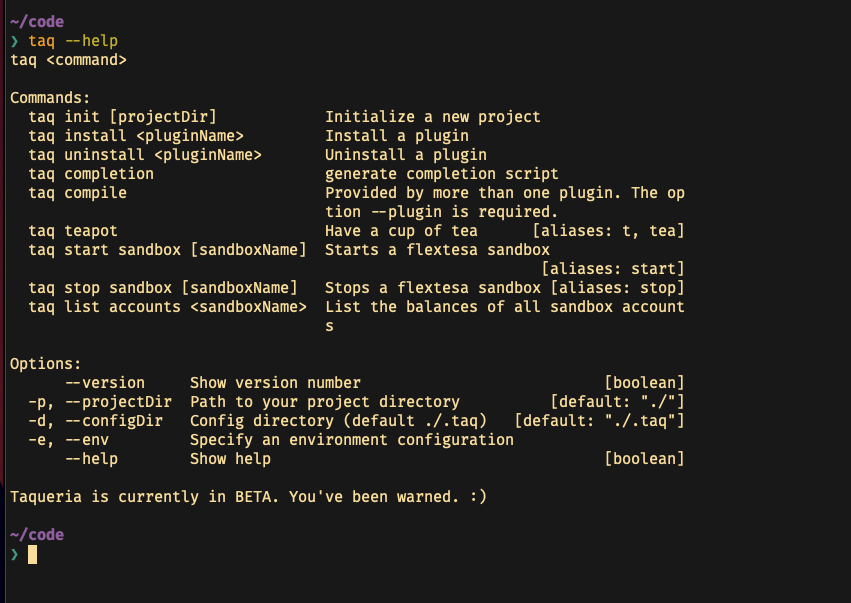 ~/code
❯ taq --help
taq <command>

Commands:
  taq init [projectDir]            Initialize a new project
  taq install <pluginName>         Install a plugin
  taq uninstall <pluginName>       Uninstall a plugin
  taq completion                   generate completion script
  taq compile                      Provided by more than one plugin. The op
                                   tion --plugin is required.
  taq teapot                       Have a cup of tea      [aliases: t, tea]
  taq start sandbox [sandboxName]  Starts a flextesa sandbox
                                                           [aliases: start]
  taq stop sandbox [sandboxName]   Stops a flextesa sandbox [aliases: stop]
  taq list accounts <sandboxName>  List the balances of all sandbox account
                                   s

Options:
      --version     Show version number                           [boolean]
  -p, --projectDir  Path to your project directory          [default: "./"]
  -d, --configDir   Config directory (default ./.taq)   [default: "./.taq"]
  -e, --env         Specify an environment configuration
      --help        Show help                                     [boolean]

Taqueria is currently in BETA. You've been warned. :)

~/code
❯